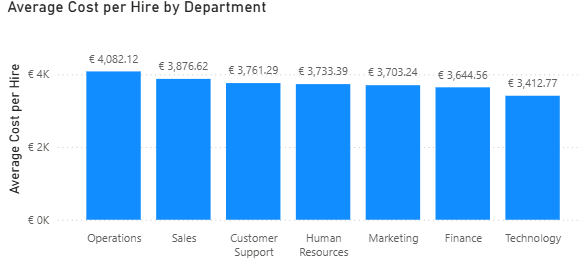 Average Cost per Hire by Department
Average Cost per Hire
€ 4K
€ 2K
€ 0K
€ 4,082.12
€ 3,876.62
€ 3,761.29
€ 3,733.39
€ 3,703.24
€ 3,644.56
€ 3,412.77
Operations
Sales
Customer
Support
Human
Resources
Marketing
Finance
Technology